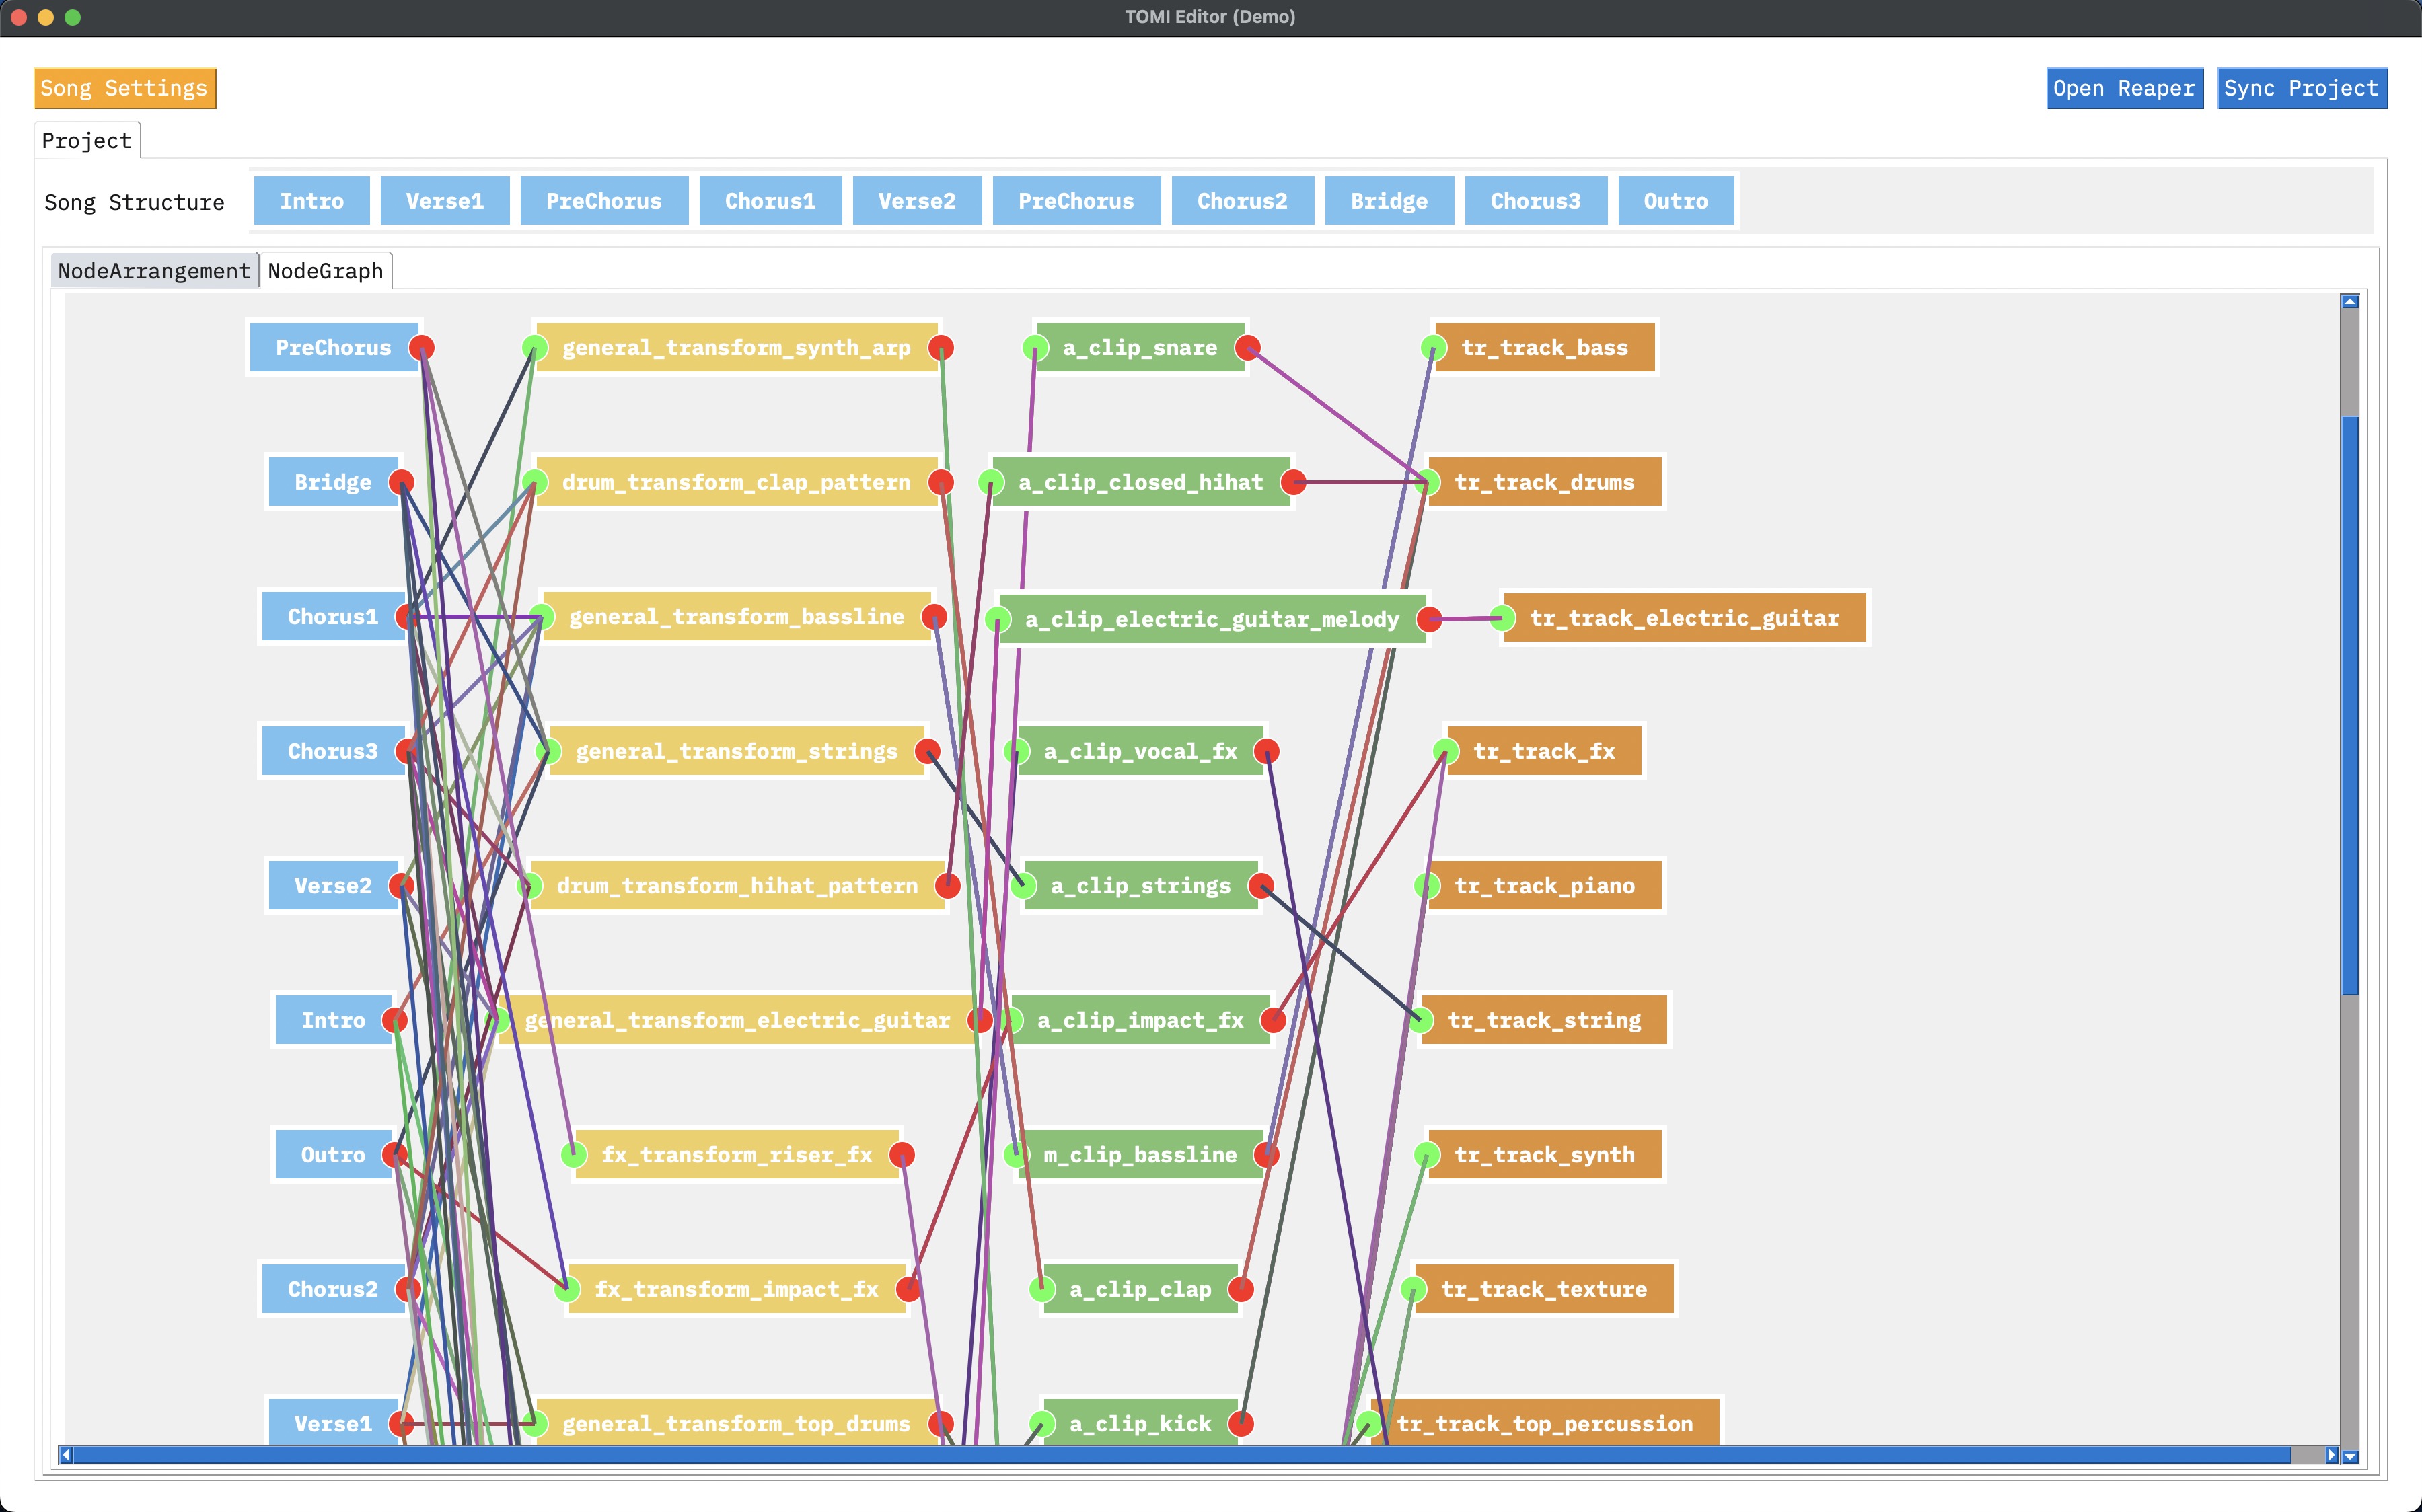 TOMI Editor (Demo)
Song Settings
Open Reaper
Sync Project
Project
Song Structure
Intro
Verse1
PreChorus
Chorus1
Verse2
PreChorus
Chorus2
Bridge
Chorus3
Outro
NodeArrangement
NodeGraph
PreChorus
general_transform_synth_arp
a_clip_snare
tr_track_bass
Bridge
drum_transform_clap_pattern
a_clip_closed_hihat
tr_track_drums
Chorus1
general_transform_bassline
a_clip_electric_guitar_melody
tr_track_electric_guitar
Chorus3
general_transform_strings
a_clip_vocal_fx
tr_track_fx
Verse2
drum_transform_hihat_pattern
a_clip_strings
tr_track_piano
Intro
general_transform_electric_guitar
a_clip_impact_fx
tr_track_string
Outro
fx_transform_riser_fx
m_clip_bassline
tr_track_synth
Chorus2
fx_transform_impact_fx
a_clip_clap
tr_track_texture
Verse1
general_transform_top_drums
a_clip_kick
tr_track_top_percussion